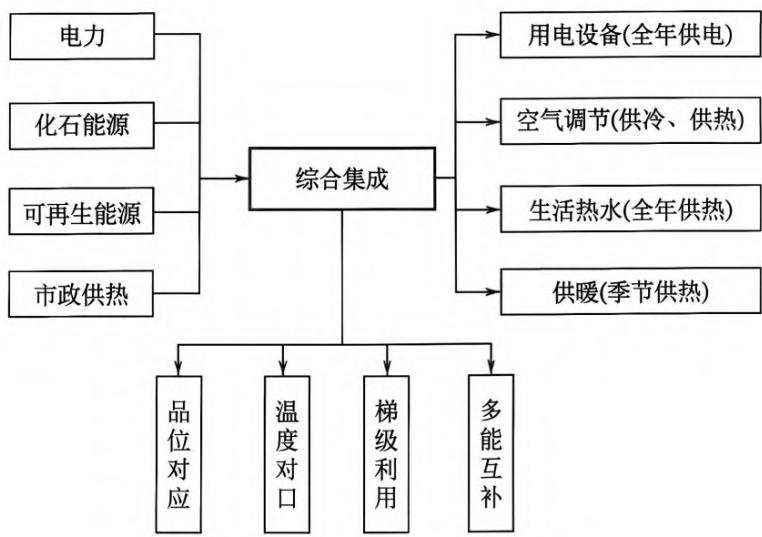 电力
化石能源
可再生能源
市政供热
综合集成
用电设备(全年供电)
空气调节(供冷、供热)
生活热水(全年供热)
供暖(季节供热)
品位对应
温度对口
梯级利用
多能互补